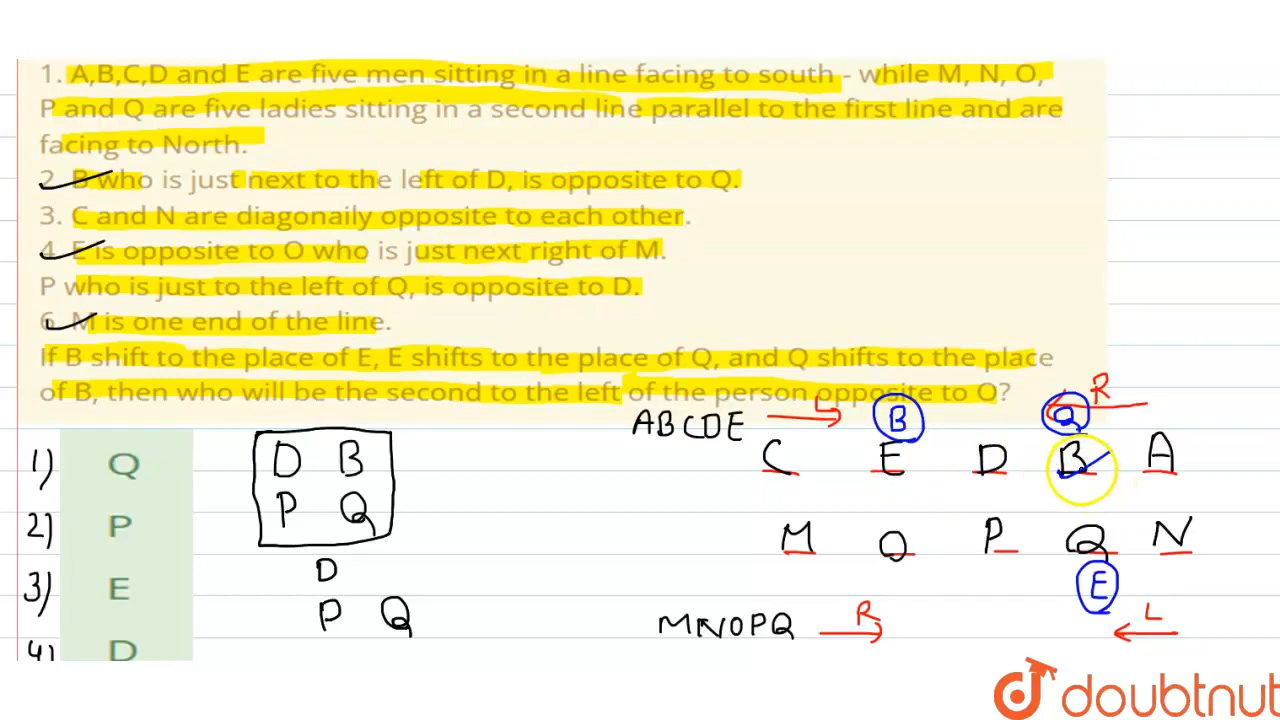 1. A,B,C,D and E are five men sitting in a line facing to south - while M, N, O,
P and Q are five ladies sitting in a second line parallel to the first line and are
facing to North.
2. B who is just next to the left of D, is opposite to Q.
3. C and N are diagonaily opposite to each other.
4. E is opposite to O who is just next right of M.
P who is just to the left of Q, is opposite to D.
6. M is one end of the line.
If B shift to the place of E, E shifts to the place of Q, and Q shifts to the place
of B, then who will be the second to the left of the person opposite to O?
ABCDE L B Q R
1) Q
D B
C E D B A
P Q
2) P
M O P Q N
D
3) E
E
P Q
MNOPQ R L
4) D
doubtnut